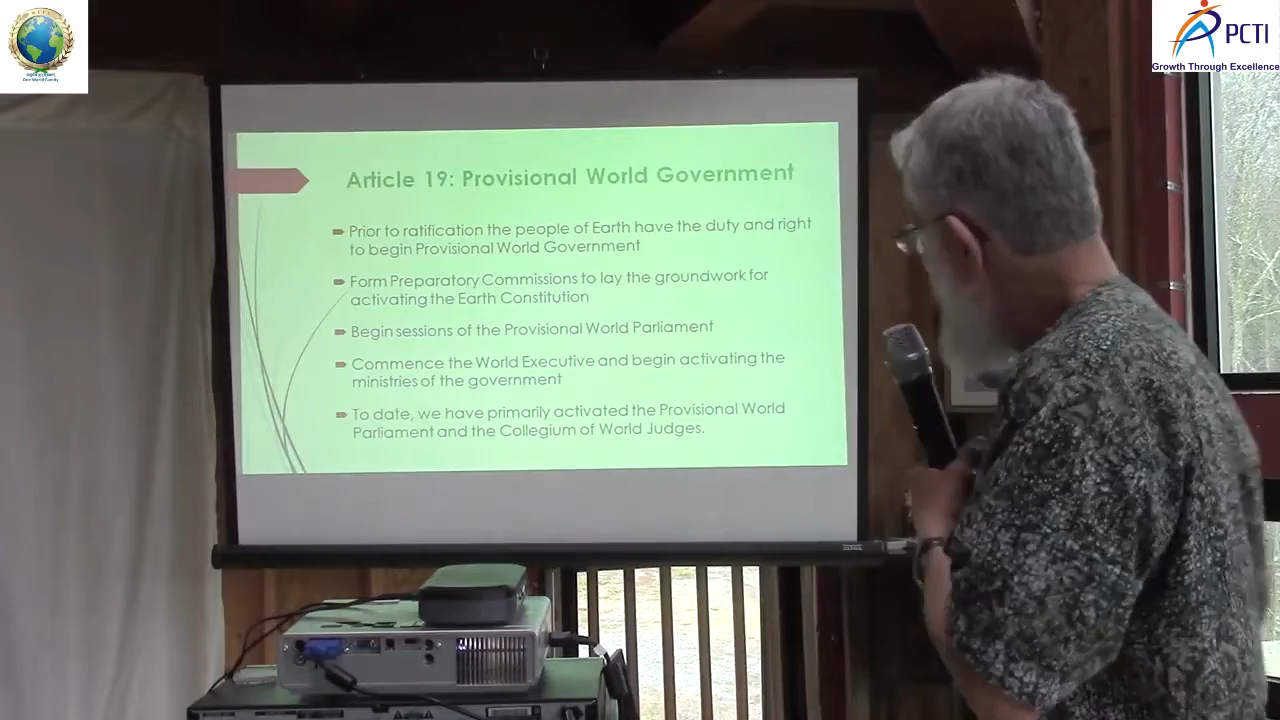 One World Family
PCTI
Growth Through Excellence
Article 19: Provisional World Government
Prior to ratification the people of Earth have the duty and right
to begin Provisional World Government
Form Preparatory Commissions to lay the groundwork for
activating the Earth Constitution
Begin sessions of the Provisional World Parliament
Commence the World Executive and begin activating the
ministries of the government
To date, we have primarily activated the Provisional World
Parliament and the Collegium of World Judges.